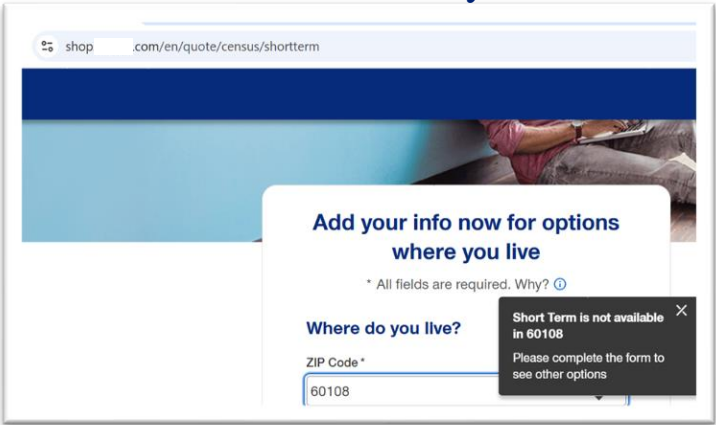 shop .com/en/quote/census/shortterm
Add your info now for options
where you live
* All fields are required. Why?
Where do you live?
ZIP Code *
60108
Short Term is not available
in 60108
Please complete the form to
see other options